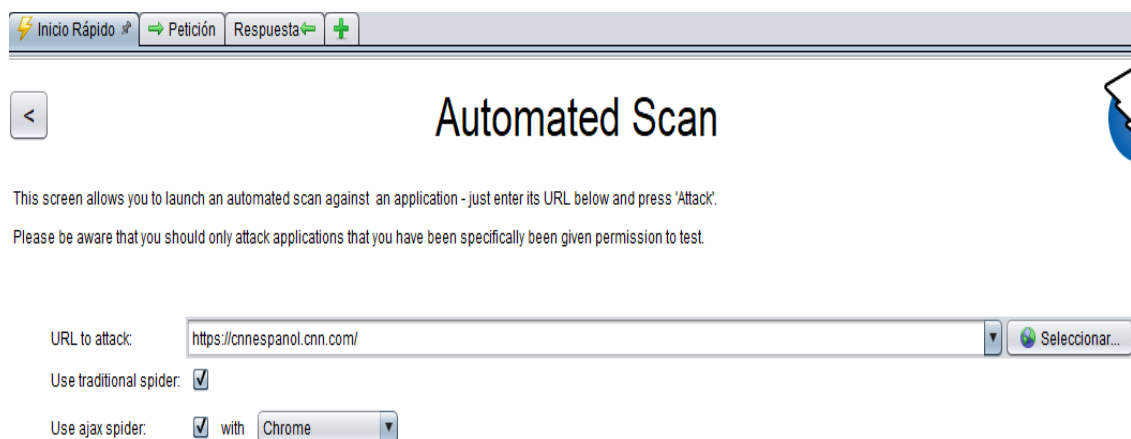 Inicio Rápido Petición Respuesta
<
Automated Scan
This screen allows you to launch an automated scan against an application - just enter its URL below and press 'Attack'.
Please be aware that you should only attack applications that you have been specifically been given permission to test.
URL to attack: https://cnnespanol.cnn.com/ Seleccionar...
Use traditional spider:
Use ajax spider: with Chrome